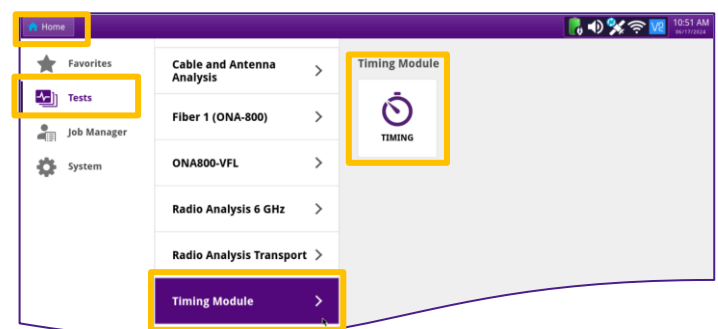 Home
V2
10:51 AM
06/17/2024
Favorites
Tests
Job Manager
System
Cable and Antenna
Analysis
Fiber 1 (ONA-800)
ONA800-VFL
Radio Analysis 6 GHz
Radio Analysis Transport
Timing Module
Timing Module
TIMING